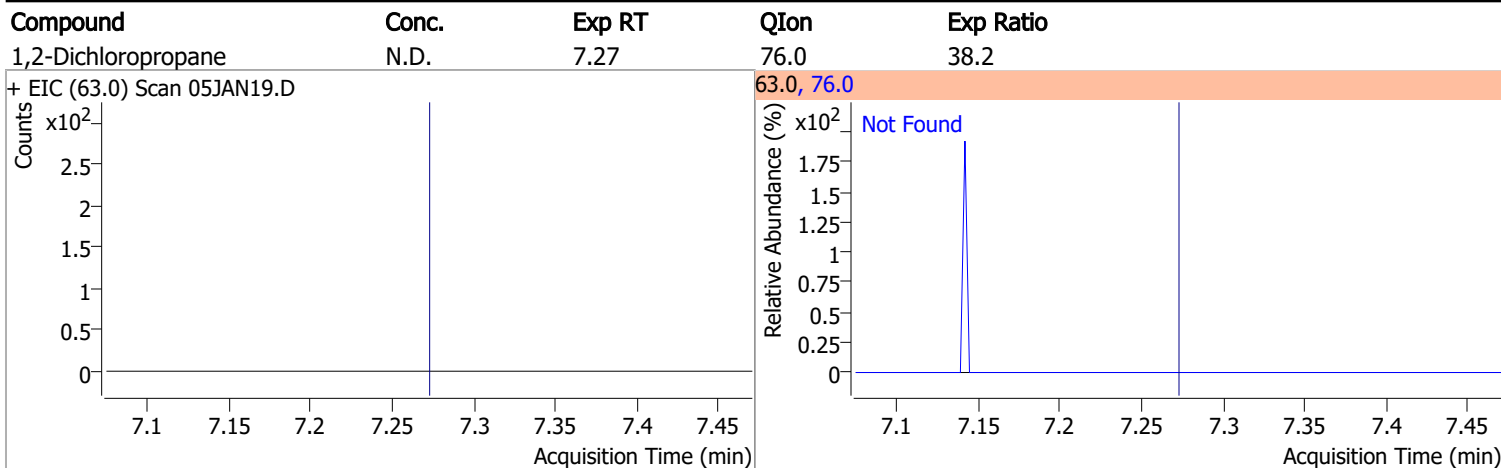 Compound Conc. Exp RT QIon Exp Ratio
1,2-Dichloropropane N.D. 7.27 76.0 38.2
+ EIC (63.0) Scan 05JAN19.D
Counts
x10²
2.5
2
1.5
1
0.5
0
7.1 7.15 7.2 7.25 7.3 7.35 7.4 7.45
Acquisition Time (min)
63.0, 76.0
Relative Abundance (%)
x10²
Not Found
1.75
1.5
1.25
1
0.75
0.5
0.25
0
7.1 7.15 7.2 7.25 7.3 7.35 7.4 7.45
Acquisition Time (min)